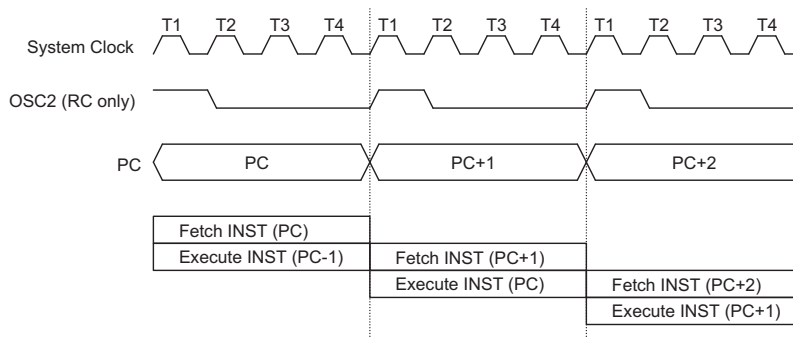 T1 T2 T3 T4 T1 T2 T3 T4 T1 T2 T3 T4
System Clock
OSC2 (RC only)
PC PC PC+1 PC+2
Fetch INST (PC)
Execute INST (PC-1) Fetch INST (PC+1)
Execute INST (PC) Fetch INST (PC+2)
Execute INST (PC+1)